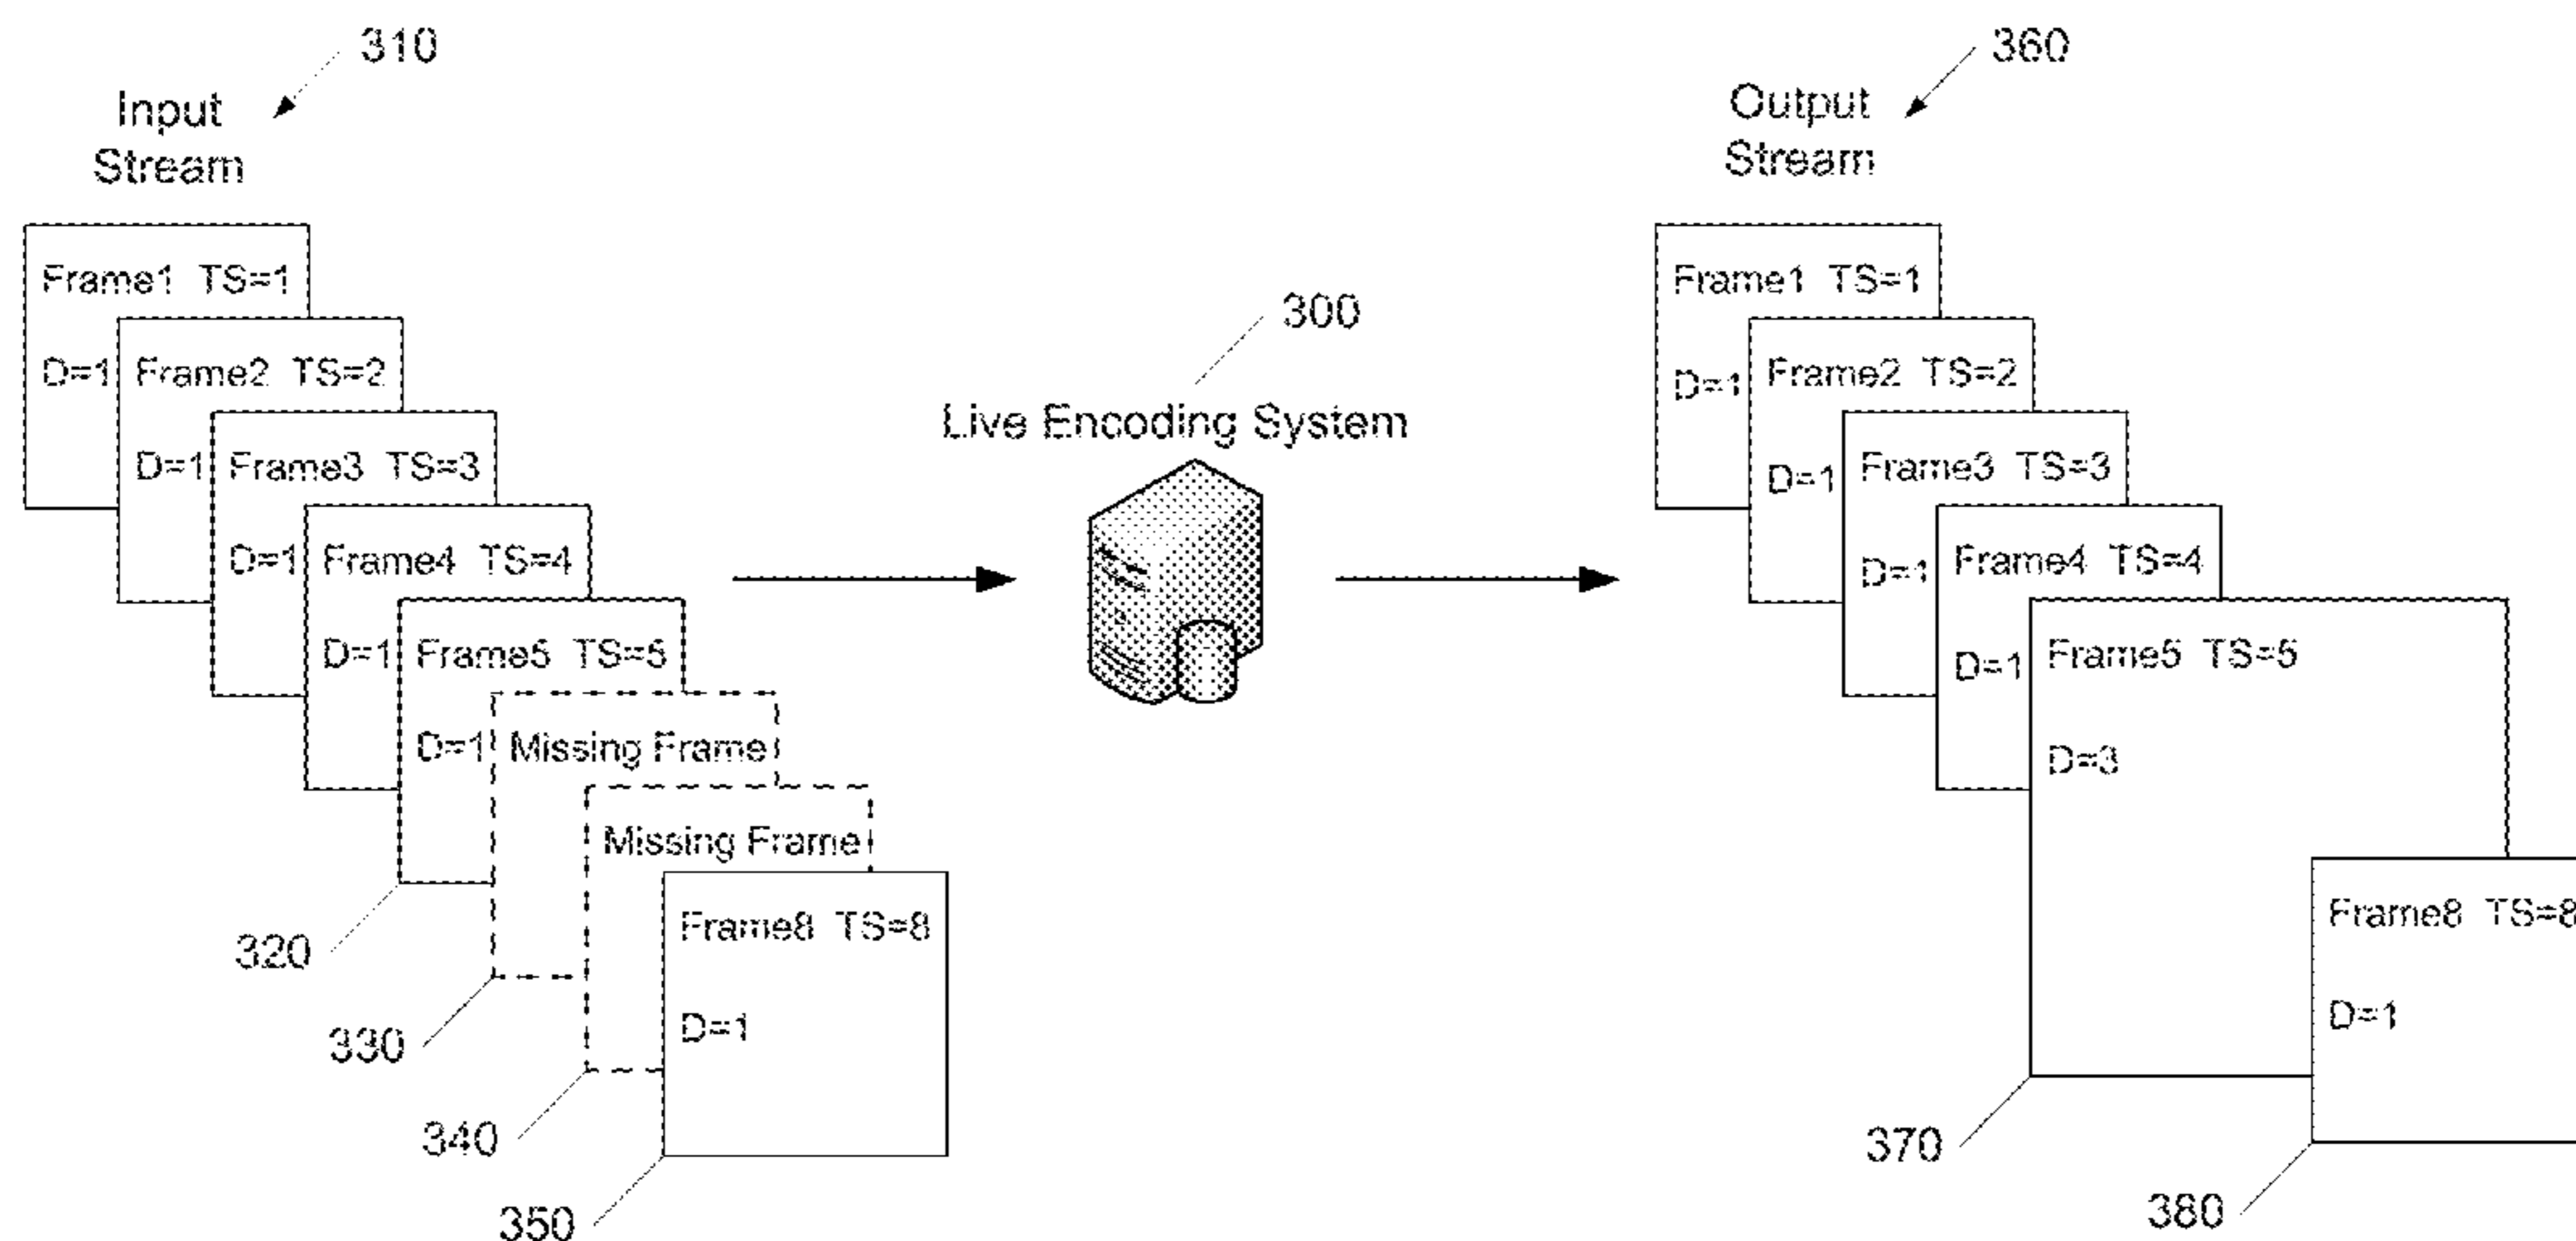 310
Input
Stream
Frame1 TS=1
D=1
Frame2 TS=2
D=1
Frame3 TS=3
D=1
Frame4 TS=4
D=1
Frame5 TS=5
D=1
Missing Frame
Missing Frame
Frame8 TS=8
D=1
320
330
340
350
300
Live Encoding System
360
Output
Stream
Frame1 TS=1
D=1
Frame2 TS=2
D=1
Frame3 TS=3
D=1
Frame4 TS=4
D=1
Frame5 TS=5
D=3
Frame8 TS=8
D=1
370
380